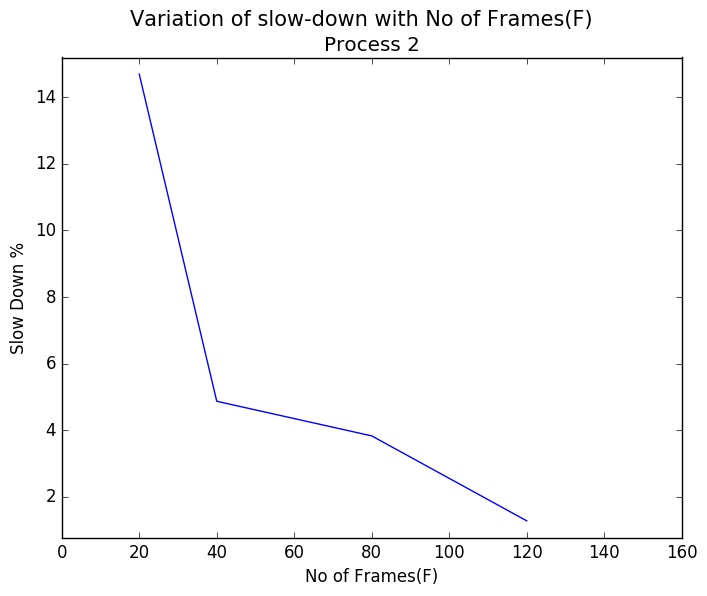 Variation of slow-down with No of Frames(F)
Process 2
14
12
10
8
6
4
2
Slow Down %
0 20 40 60 80 100 120 140 160
No of Frames(F)